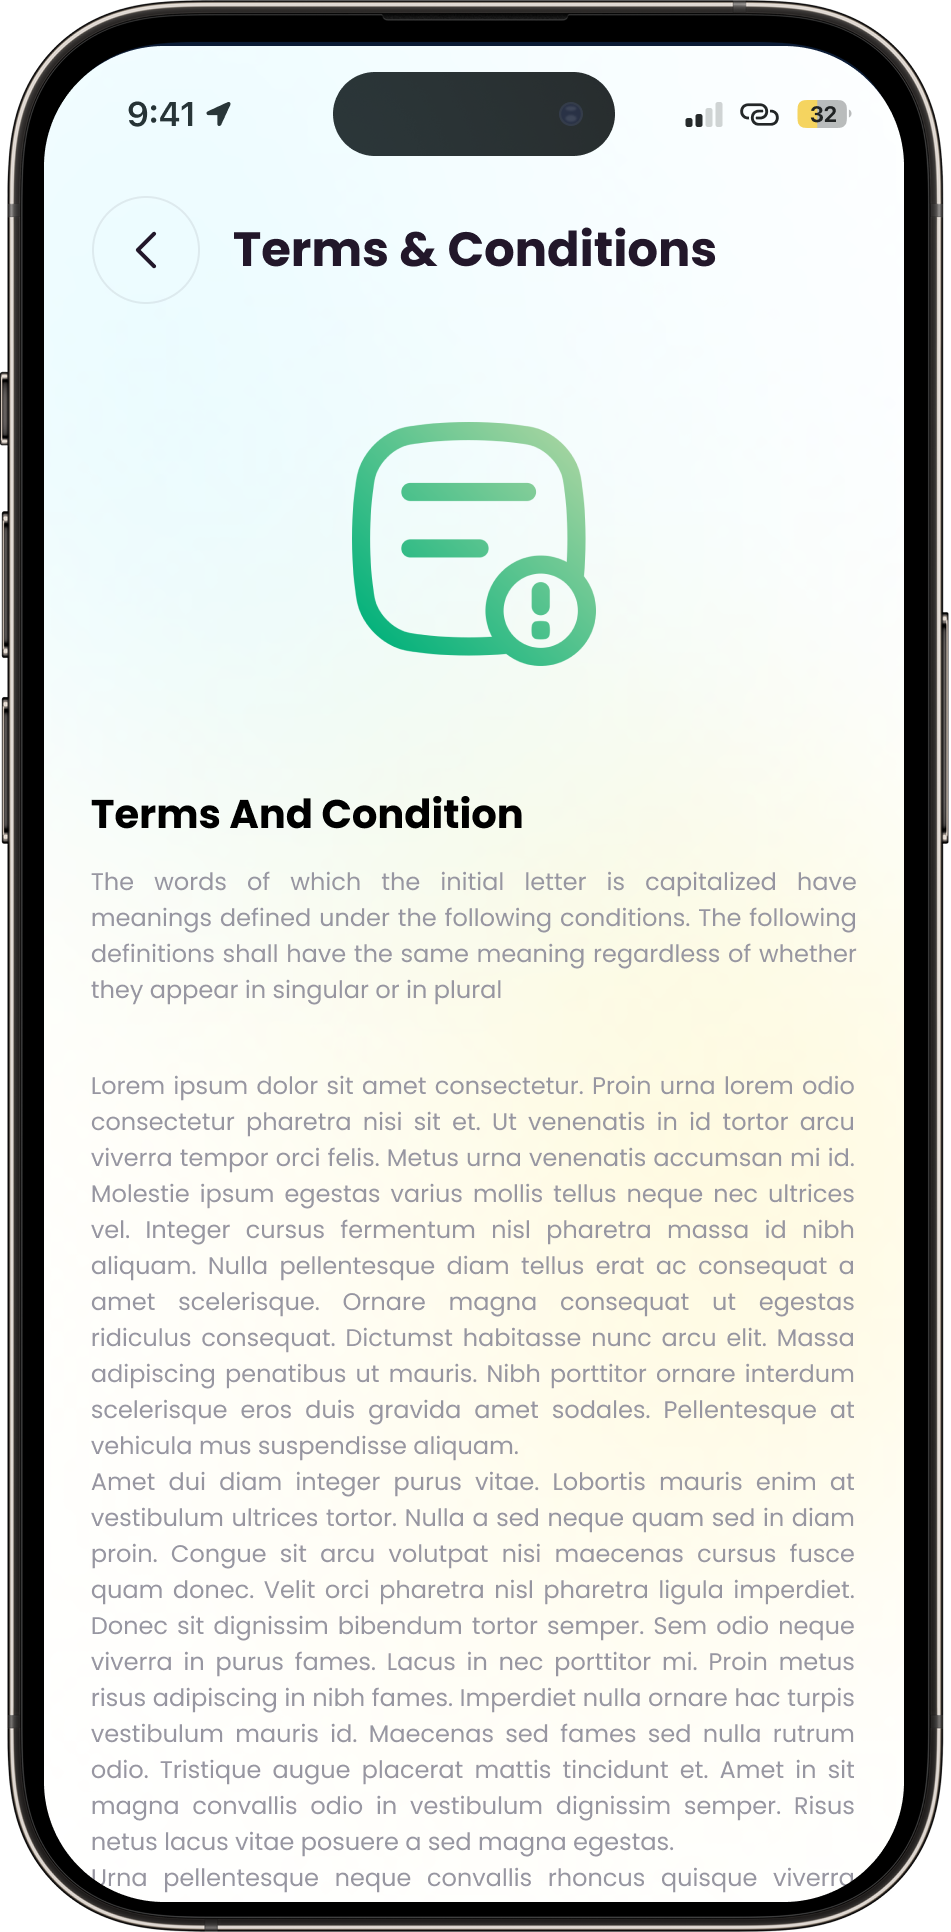 9:41
32
Terms & Conditions
Terms And Condition
The words of which the initial letter is capitalized have
meanings defined under the following conditions. The following
definitions shall have the same meaning regardless of whether
they appear in singular or in plural
Lorem ipsum dolor sit amet consectetur. Proin urna lorem odio
consectetur pharetra nisi sit et. Ut venenatis in id tortor arcu
viverra tempor orci felis. Metus urna venenatis accumsan mi id.
Molestie ipsum egestas varius mollis tellus neque nec ultrices
vel. Integer cursus fermentum nisl pharetra massa id nibh
aliquam. Nulla pellentesque diam tellus erat ac consequat a
amet scelerisque. Ornare magna consequat ut egestas
ridiculus consequat. Dictumst habitasse nunc arcu elit. Massa
adipiscing penatibus ut mauris. Nibh porttitor ornare interdum
scelerisque eros duis gravida amet sodales. Pellentesque at
vehicula mus suspendisse aliquam.
Amet dui diam integer purus vitae. Lobortis mauris enim at
vestibulum ultrices tortor. Nulla a sed neque quam sed in diam
proin. Congue sit arcu volutpat nisi maecenas cursus fusce
quam donec. Velit orci pharetra nisl pharetra ligula imperdiet.
Donec sit dignissim bibendum tortor semper. Sem odio neque
viverra in purus fames. Lacus in nec porttitor mi. Proin metus
risus adipiscing in nibh fames. Imperdiet nulla ornare hac turpis
vestibulum mauris id. Maecenas sed fames sed nulla rutrum
odio. Tristique augue placerat mattis tincidunt et. Amet in sit
magna convallis odio in vestibulum dignissim semper. Risus
netus lacus vitae posuere a sed magna egestas.
Urna pellentesque neque convallis rhoncus quisque viverra